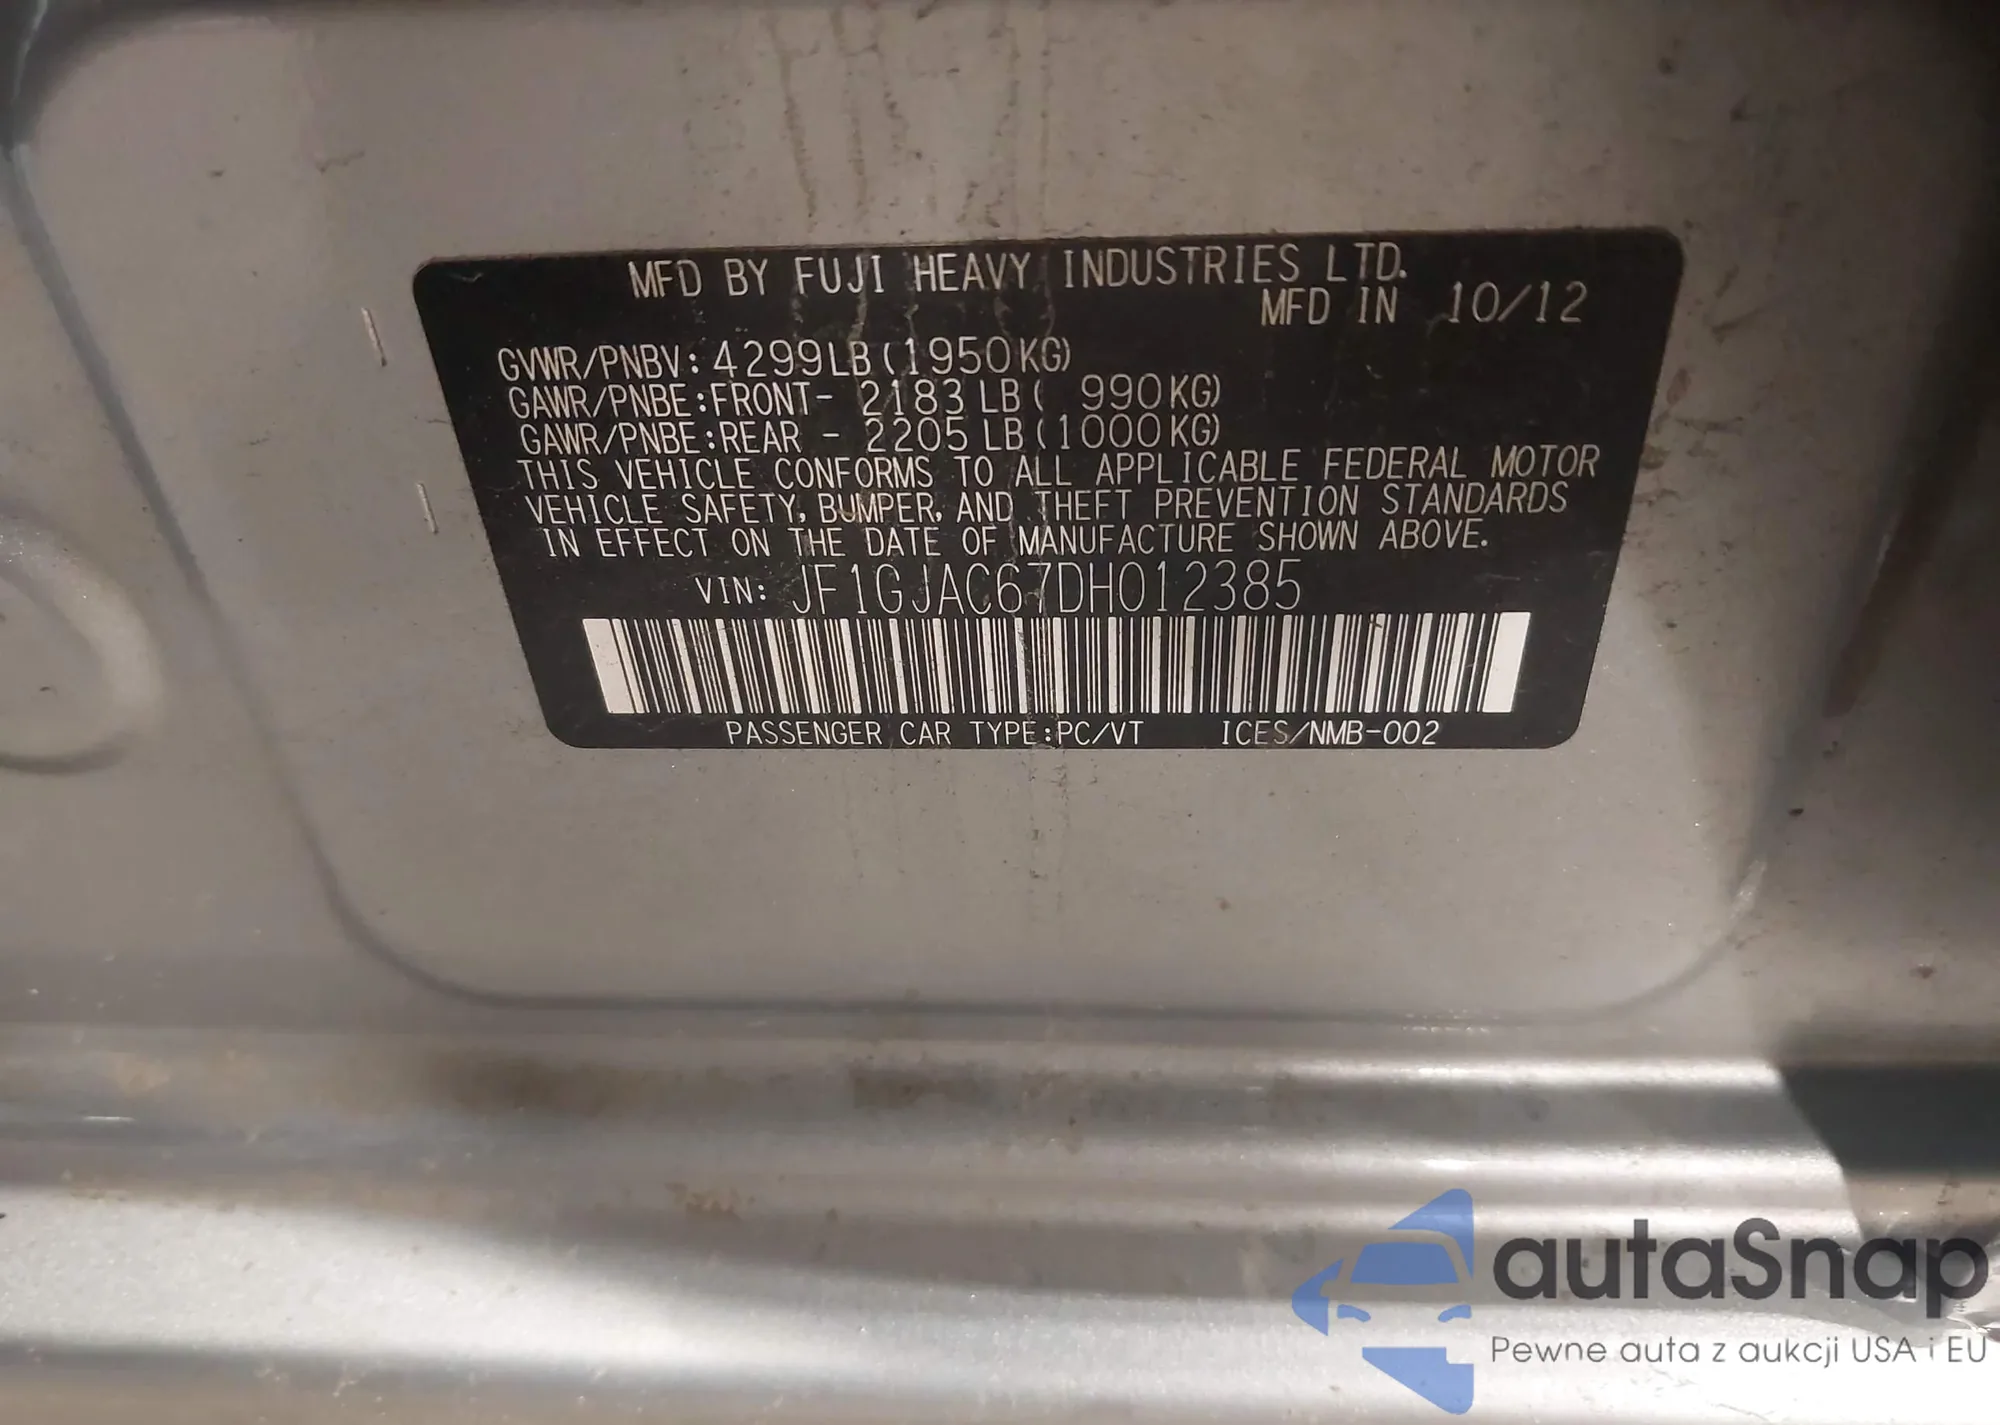 MFD BY FUJI HEAVY INDUSTRIES LTD.
MFD IN 10/12
GVWR/PNBV: 4299LB(1950KG)
GAWR/PNBE:FRONT- 2183 LB( 990KG)
GAWR/PNBE:REAR - 2205 LB(1000KG)
THIS VEHICLE CONFORMS TO ALL APPLICABLE FEDERAL MOTOR
VEHICLE SAFETY, BUMPER, AND THEFT PREVENTION STANDARDS
IN EFFECT ON THE DATE OF MANUFACTURE SHOWN ABOVE.
VIN: JF1GJAC67DH012385
PASSENGER CAR TYPE:PC/VT ICES/NMB-002
autaSnap
Pewne auta z aukcji USA i EU